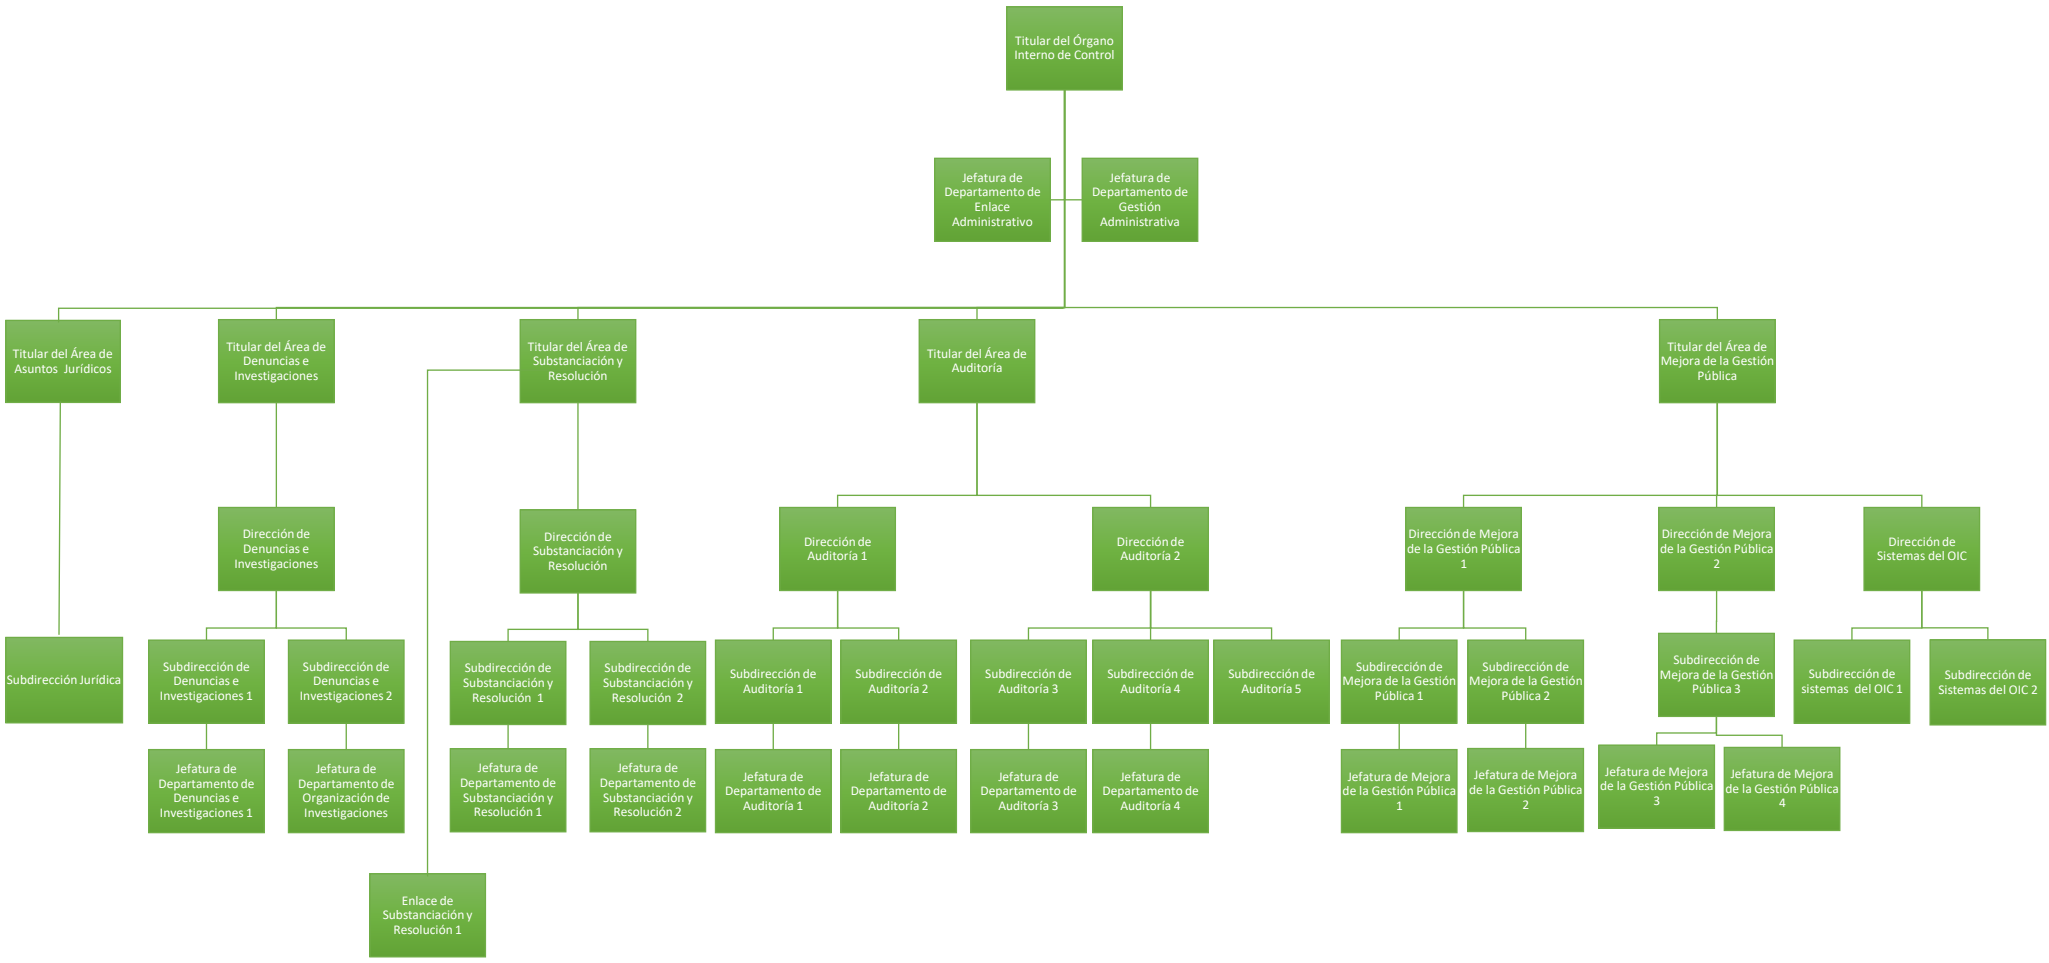 Titular del Órgano
Interno de Control
Jefatura de
Departamento de
Enlace
Administrativo
Jefatura de
Departamento de
Gestión
Administrativa
Titular del Área de
Asuntos  Jurídicos
Titular del Área de
Denuncias e
Investigaciones
Titular del Área de
Substanciación y
Resolución
Titular del Área de
Auditoría
Titular del Área de
Mejora de la Gestión
Pública
Dirección de
Denuncias e
Investigaciones
Dirección de
Substanciación y
Resolución
Dirección de
Auditoría 1
Dirección de
Auditoría 2
Dirección de Mejora
de la Gestión Pública
1
Dirección de Mejora
de la Gestión Pública
2
Dirección de
Sistemas del OIC
Subdirección Jurídica
Subdirección de
Denuncias e
Investigaciones 1
Subdirección de
Denuncias e
Investigaciones 2
Subdirección de
Substanciación y
Resolución  1
Subdirección de
Substanciación y
Resolución  2
Subdirección de
Auditoría 1
Subdirección de
Auditoría 2
Subdirección de
Auditoría 3
Subdirección de
Auditoría 4
Subdirección de
Auditoría 5
Subdirección de
Mejora de la Gestión
Pública 1
Subdirección de
Mejora de la Gestión
Pública 2
Subdirección de
Mejora de la Gestión
Pública 3
Subdirección de
sistemas  del OIC 1
Subdirección de
Sistemas del OIC 2
Jefatura de
Departamento de
Denuncias e
Investigaciones 1
Jefatura de
Departamento de
Organización de
Investigaciones
Jefatura de
Departamento de
Substanciación y
Resolución 1
Jefatura de
Departamento de
Substanciación y
Resolución 2
Jefatura de
Departamento de
Auditoría 1
Jefatura de
Departamento de
Auditoría 2
Jefatura de
Departamento de
Auditoría 3
Jefatura de
Departamento de
Auditoría 4
Jefatura de Mejora
de la Gestión Pública
1
Jefatura de Mejora
de la Gestión Pública
2
Jefatura de Mejora
de la Gestión Pública
3
Jefatura de Mejora
de la Gestión Pública
4
Enlace de
Substanciación y
Resolución 1